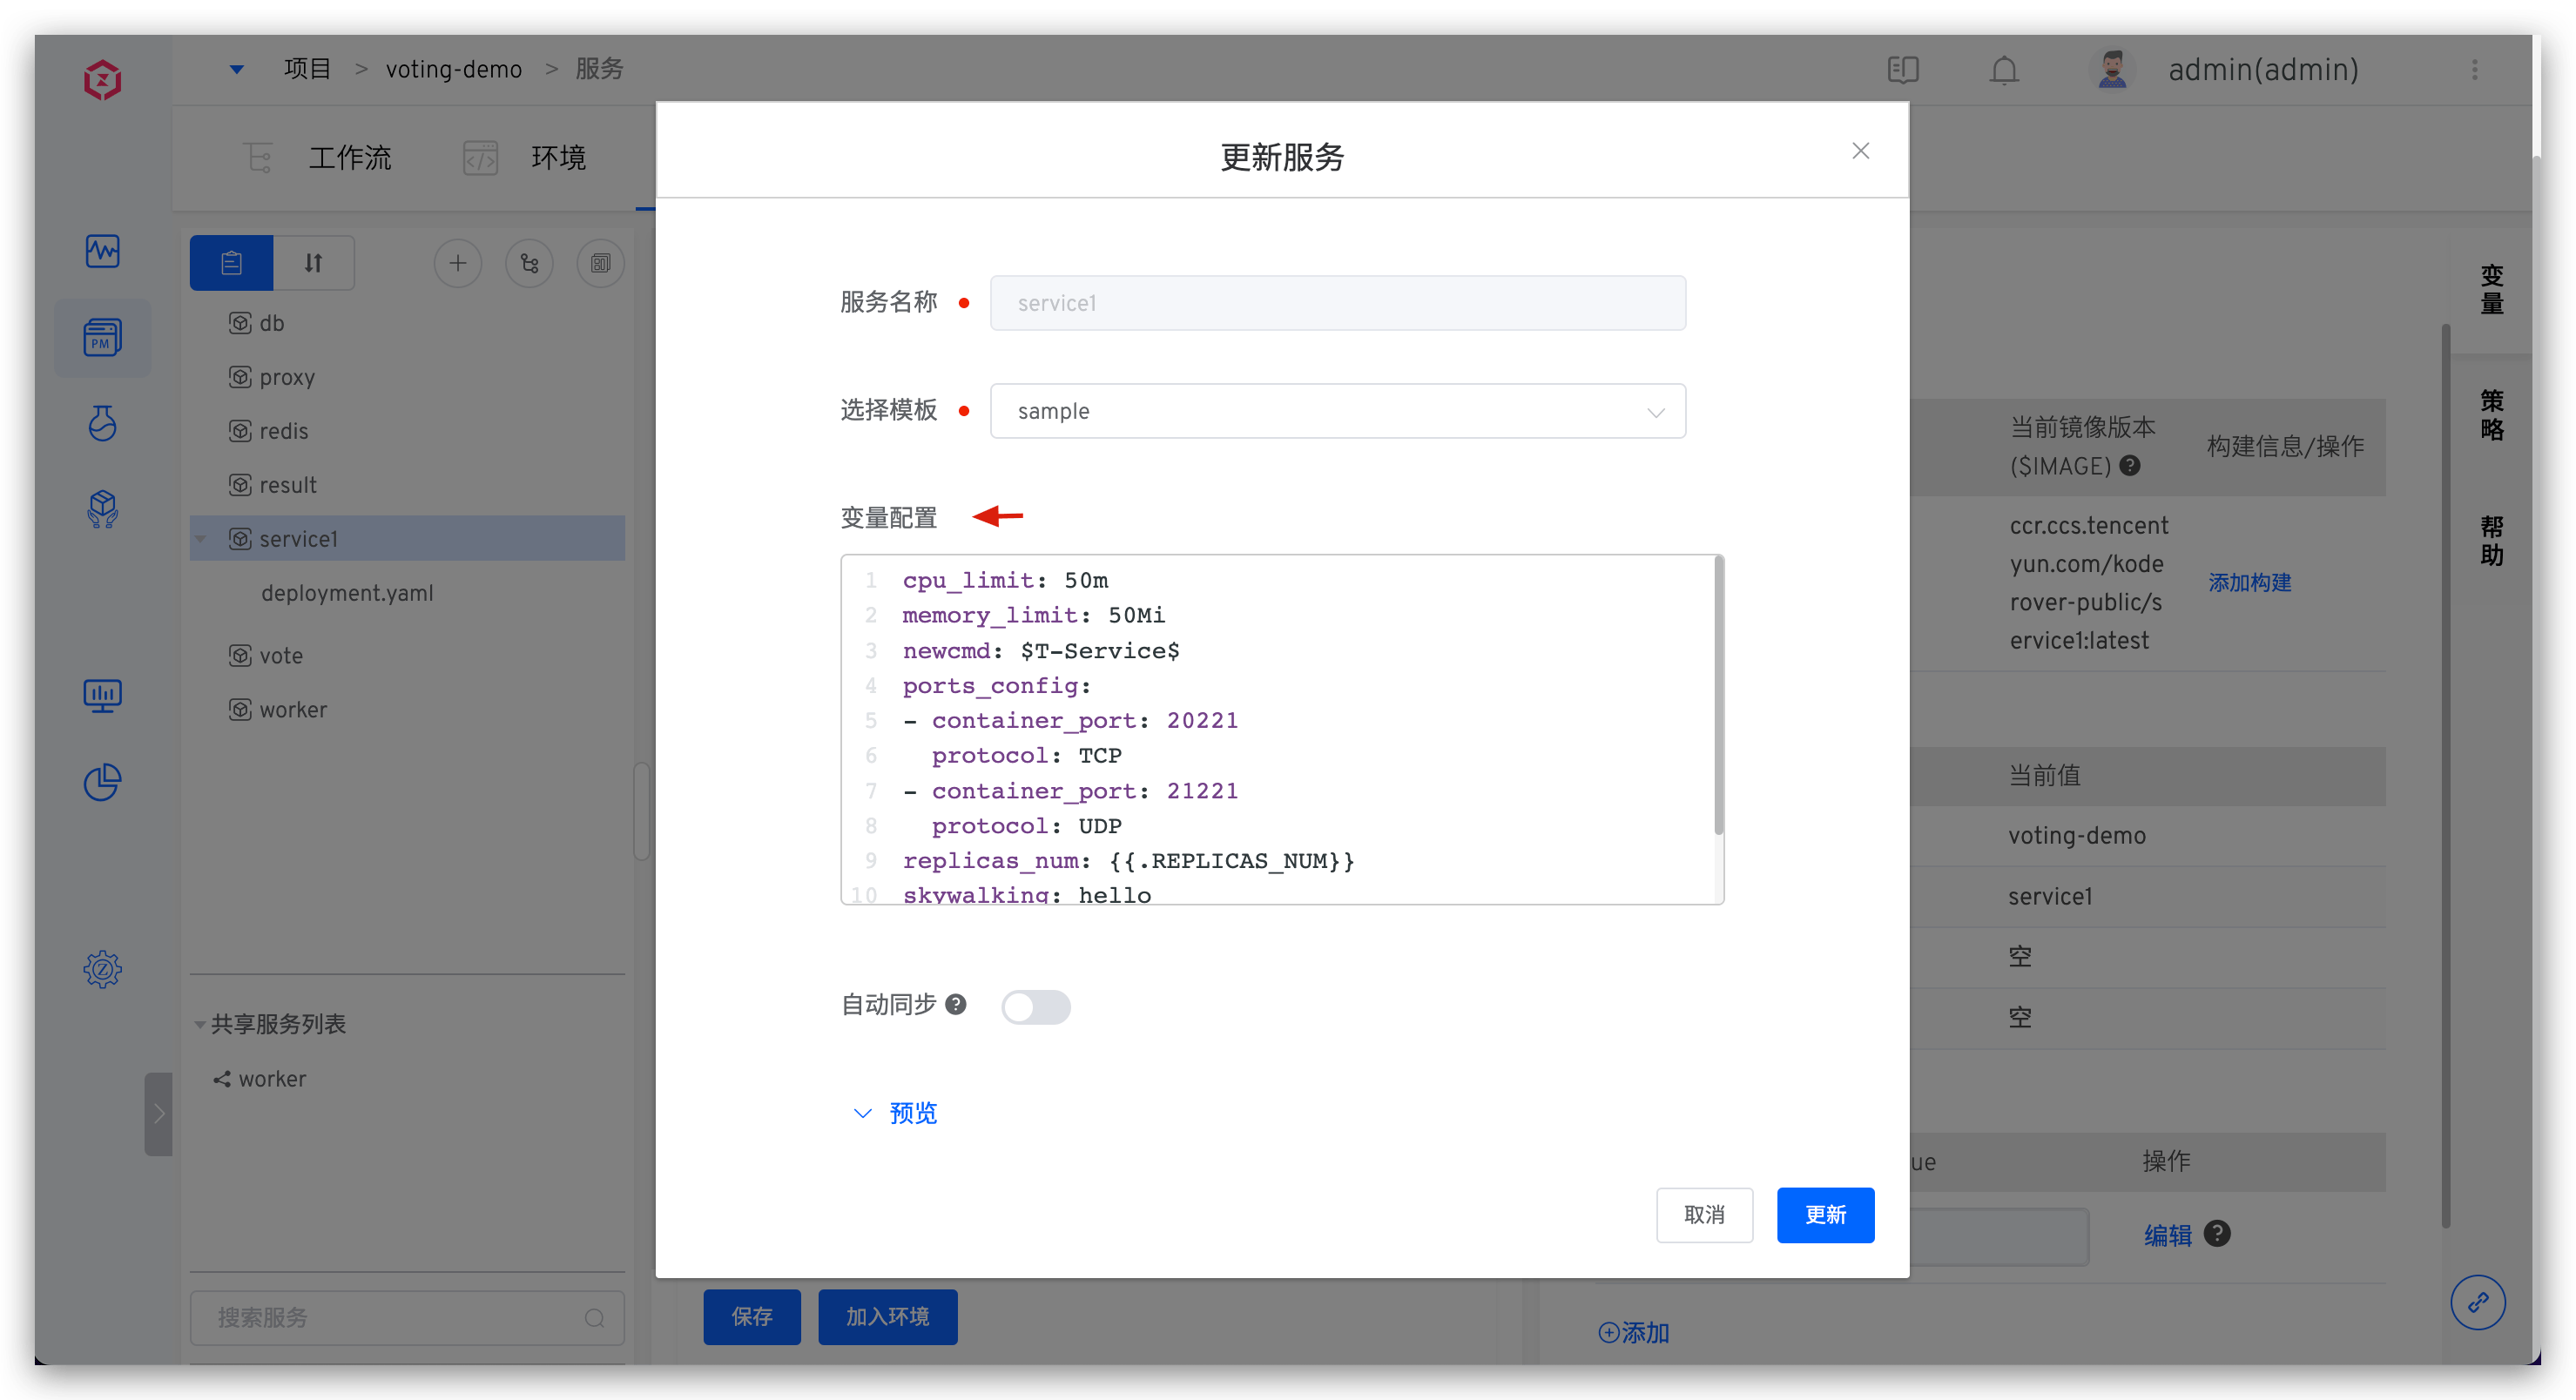 项目 > voting-demo > 服务
admin(admin)
工作流
环境
更新服务
PM
db
proxy
redis
result
service1
deployment.yaml
vote
worker
共享服务列表
worker
搜索服务
服务名称
service1
选择模板
sample
变量配置
1 cpu_limit: 50m
2 memory_limit: 50Mi
3 newcmd: $T-Service$
4 ports_config:
5 - container_port: 20221
6 protocol: TCP
7 - container_port: 21221
8 protocol: UDP
9 replicas_num: {{.REPLICAS_NUM}}
10 skywalking: hello
自动同步 ?
预览
取消
更新
保存
加入环境
当前镜像版本
($IMAGE) ?
构建信息/操作
ccr.ccs.tencent
yun.com/kode
rover-public/s
ervice1:latest
添加构建
当前值
voting-demo
service1
空
空
ue
操作
编辑 ?
添加
变量
策略
帮助